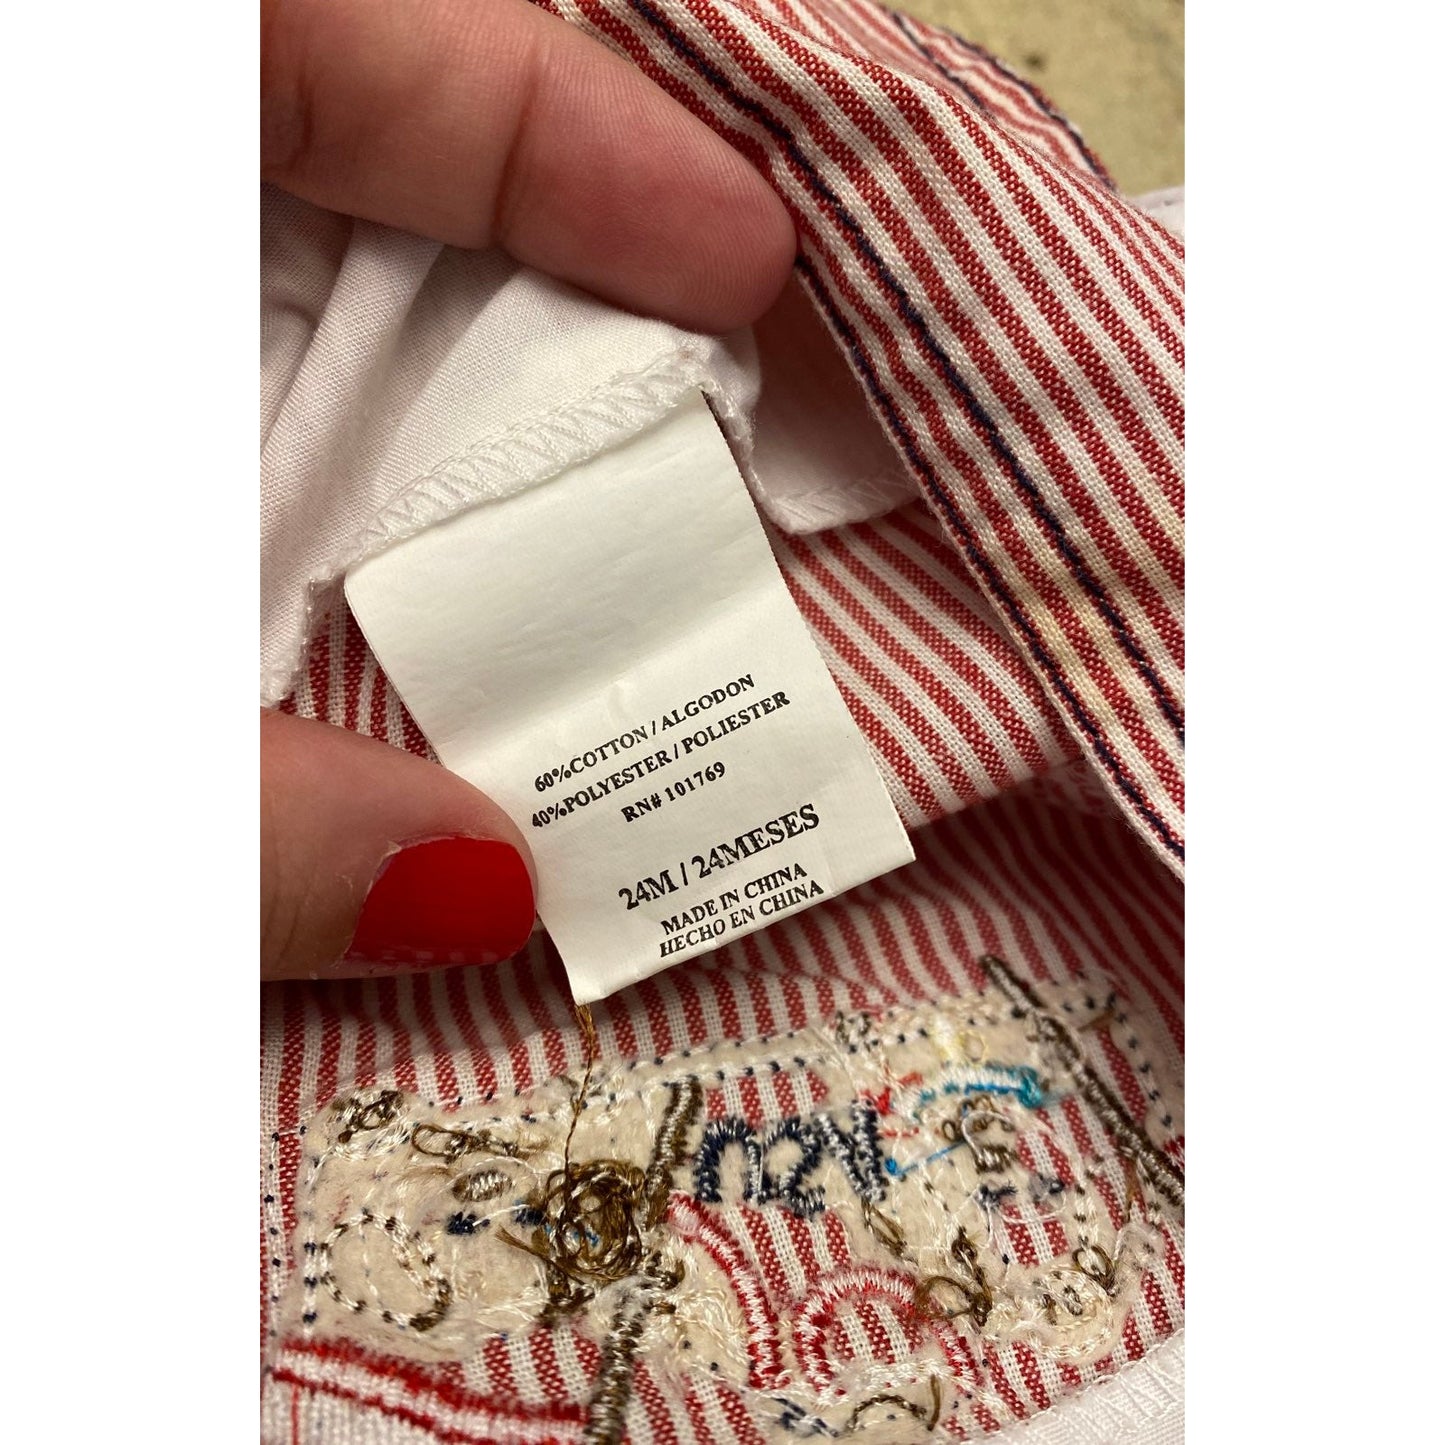 60%COTTON / ALGODON
40%POLYESTER / POLIESTER
RN# 101769
24M / 24MESES
MADE IN CHINA
HECHO EN CHINA